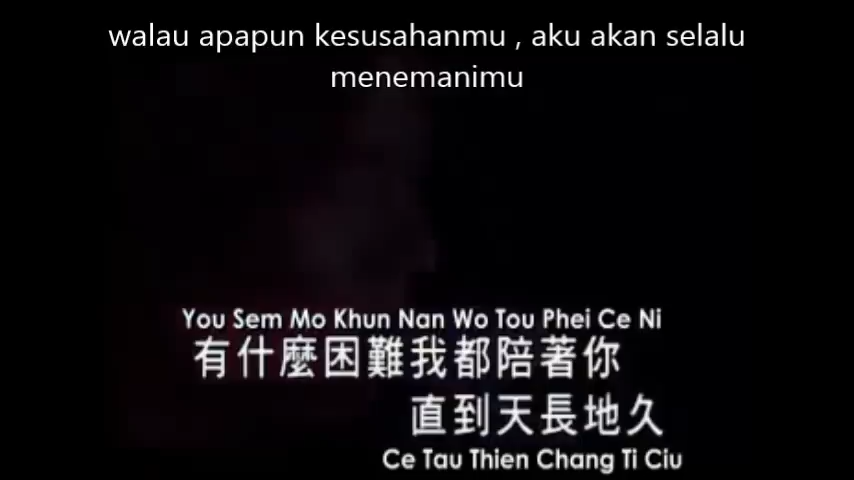 walau apapun kesusahanmu , aku akan selalu
menemanimu
You Sem Mo Khun Nan Wo Tou Phei Ce Ni
有什麼困難我都陪著你
直到天長地久
Ce Tau Thien Chang Ti Ciu